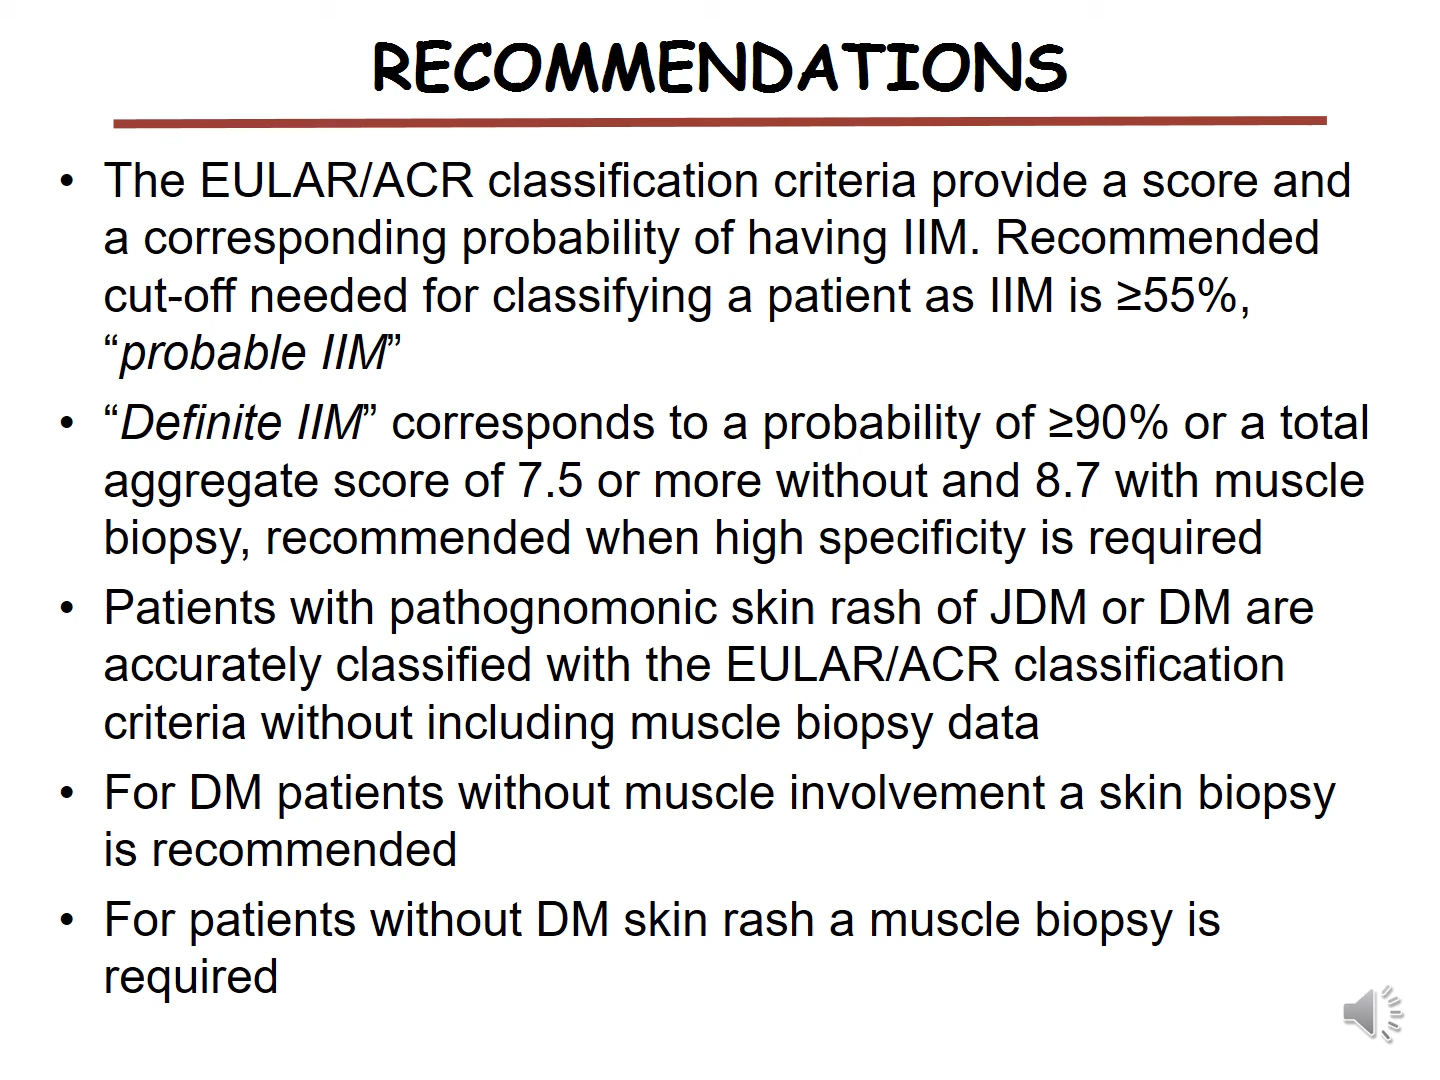 RECOMMENDATIONS
• The EULAR/ACR classification criteria provide a score and
a corresponding probability of having IIM. Recommended
cut-off needed for classifying a patient as IIM is ≥55%,
“probable IIM”
• “Definite IIM” corresponds to a probability of ≥90% or a total
aggregate score of 7.5 or more without and 8.7 with muscle
biopsy, recommended when high specificity is required
• Patients with pathognomonic skin rash of JDM or DM are
accurately classified with the EULAR/ACR classification
criteria without including muscle biopsy data
• For DM patients without muscle involvement a skin biopsy
is recommended
• For patients without DM skin rash a muscle biopsy is
required